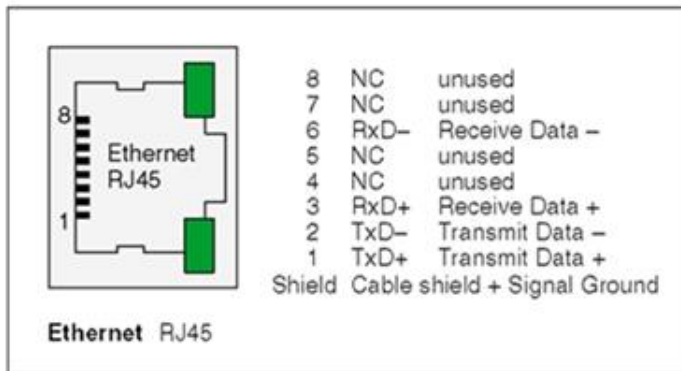 8
Ethernet
RJ45
1
8 NC unused
7 NC unused
6 RxD– Receive Data –
5 NC unused
4 NC unused
3 RxD+ Receive Data +
2 TxD– Transmit Data –
1 TxD+ Transmit Data +
Shield Cable shield + Signal Ground
Ethernet RJ45